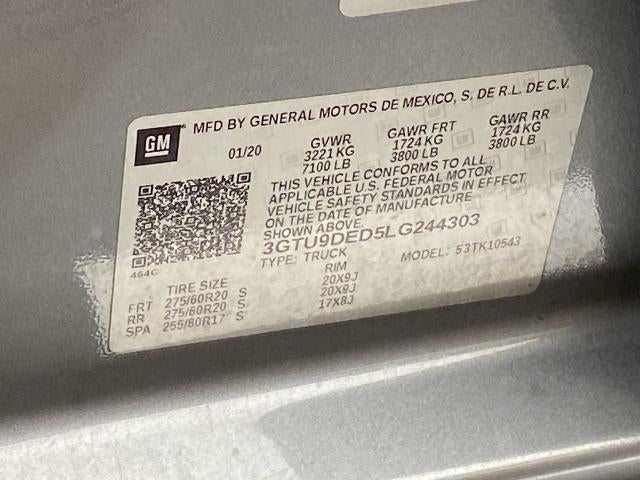 GM
MFD BY GENERAL MOTORS DE MEXICO, S. DE R.L. DE C.V.
01/20 GVWR GAWR FRT GAWR RR
3221 KG 1724 KG 1724 KG
7100 LB 3800 LB 3800 LB
THIS VEHICLE CONFORMS TO ALL
APPLICABLE U.S. FEDERAL MOTOR
VEHICLE SAFETY STANDARDS IN EFFECT
ON THE DATE OF MANUFACTURE
SHOWN ABOVE.
3GTU9DED5LG244303
TYPE: TRUCK MODEL: 53TK10543
464G
TIRE SIZE RIM
FRT 275/60R20 S 20X9J
RR 275/60R20 S 20X9J
SPA 255/80R17 S 17X8J